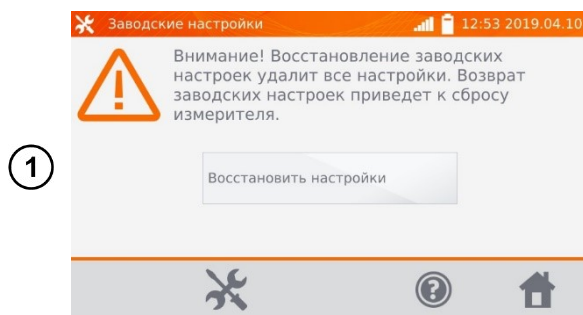 Заводские настройки 12:53 2019.04.10
Внимание! Восстановление заводских
настроек удалит все настройки. Возврат
заводских настроек приведет к сбросу
измерителя.
1
Восстановить настройки
?